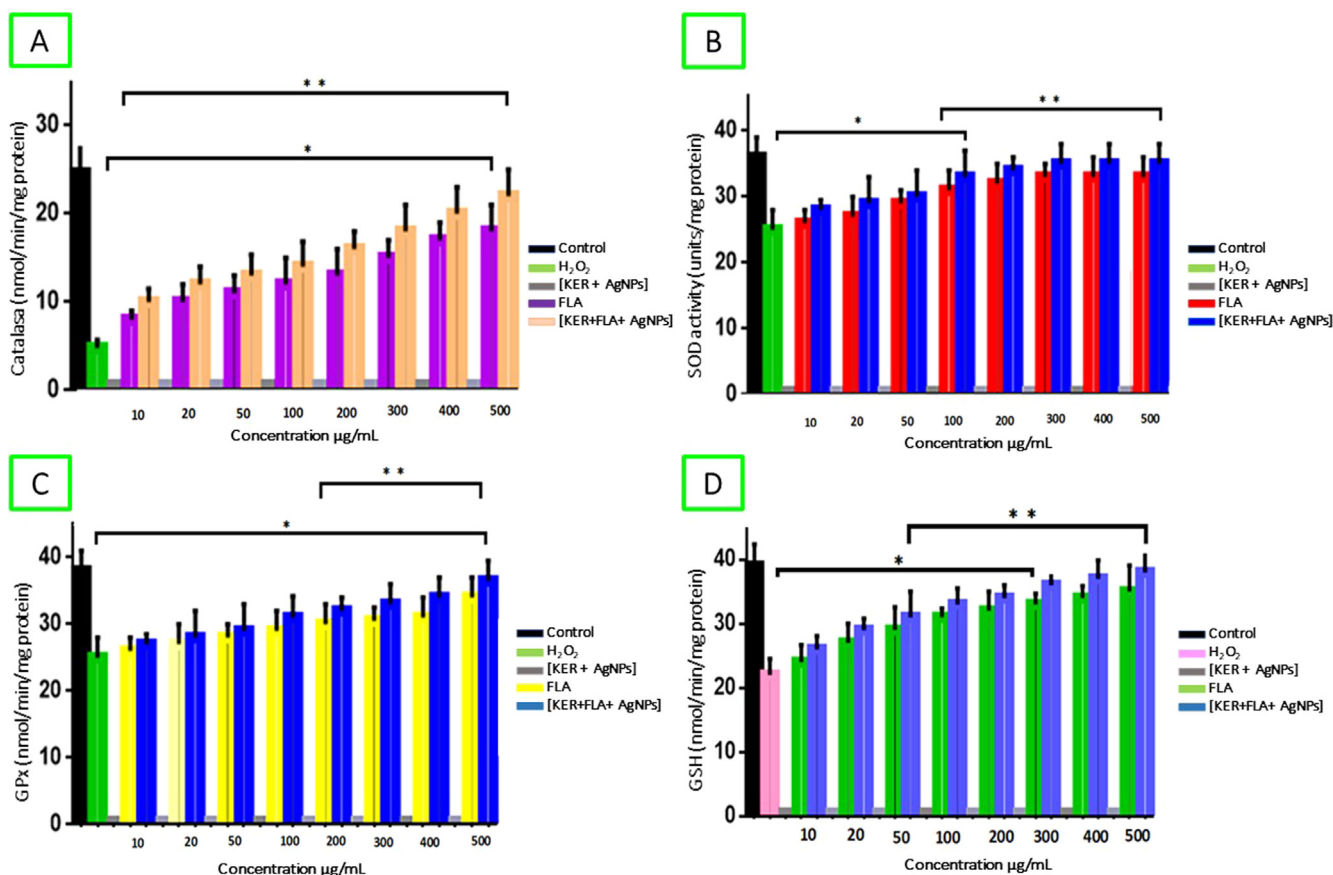 A
* *
*
Catalasa (nmol/min/mg protein)
30
20
10
0
10 20 50 100 200 300 400 500
Concentration µg/mL
Control
H₂O₂
[KER + AgNPs]
FLA
[KER+FLA+ AgNPs]
B
* *
*
SOD activity (units/mg protein)
40
30
20
10
0
10 20 50 100 200 300 400 500
Concentration µg/mL
Control
H₂O₂
[KER + AgNPs]
FLA
[KER+FLA+ AgNPs]
C
* *
*
GPx (nmol/min/mg protein)
40
30
20
10
0
10 20 50 100 200 300 400 500
Concentration µg/mL
Control
H₂O₂
[KER + AgNPs]
FLA
[KER+FLA+ AgNPs]
D
* *
*
GSH (nmol/min/mg protein)
40
30
20
10
0
10 20 50 100 200 300 400 500
Concentration µg/mL
Control
H₂O₂
[KER + AgNPs]
FLA
[KER+FLA+ AgNPs]